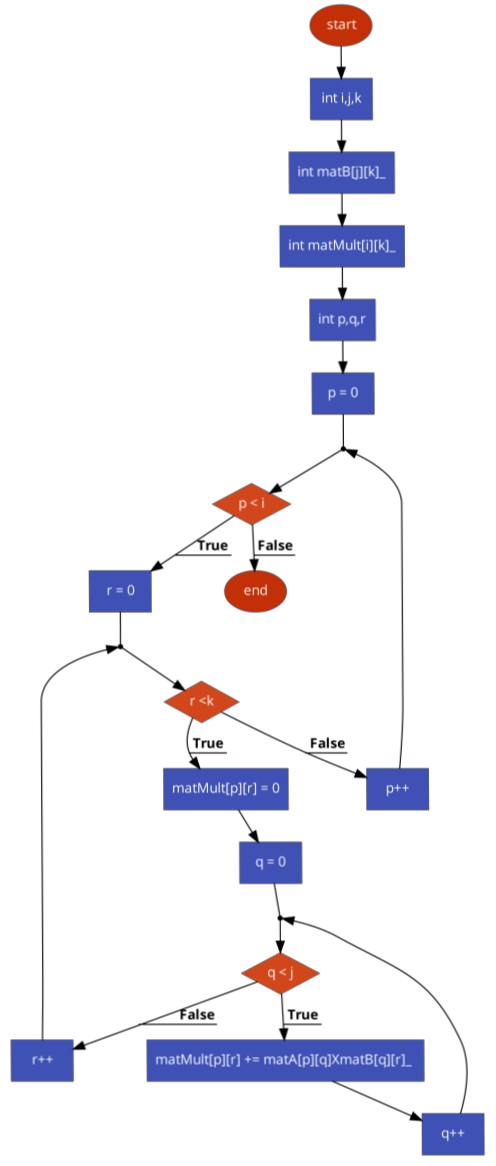 start
int i,j,k
int matB[j][k]_
int matMult[i][k]_
int p,q,r
p = 0
p < i
True
False
r = 0
end
r <k
True
False
matMult[p][r] = 0
p++
q = 0
q < j
False
True
r++
matMult[p][r] += matA[p][q]XmatB[q][r]_
q++